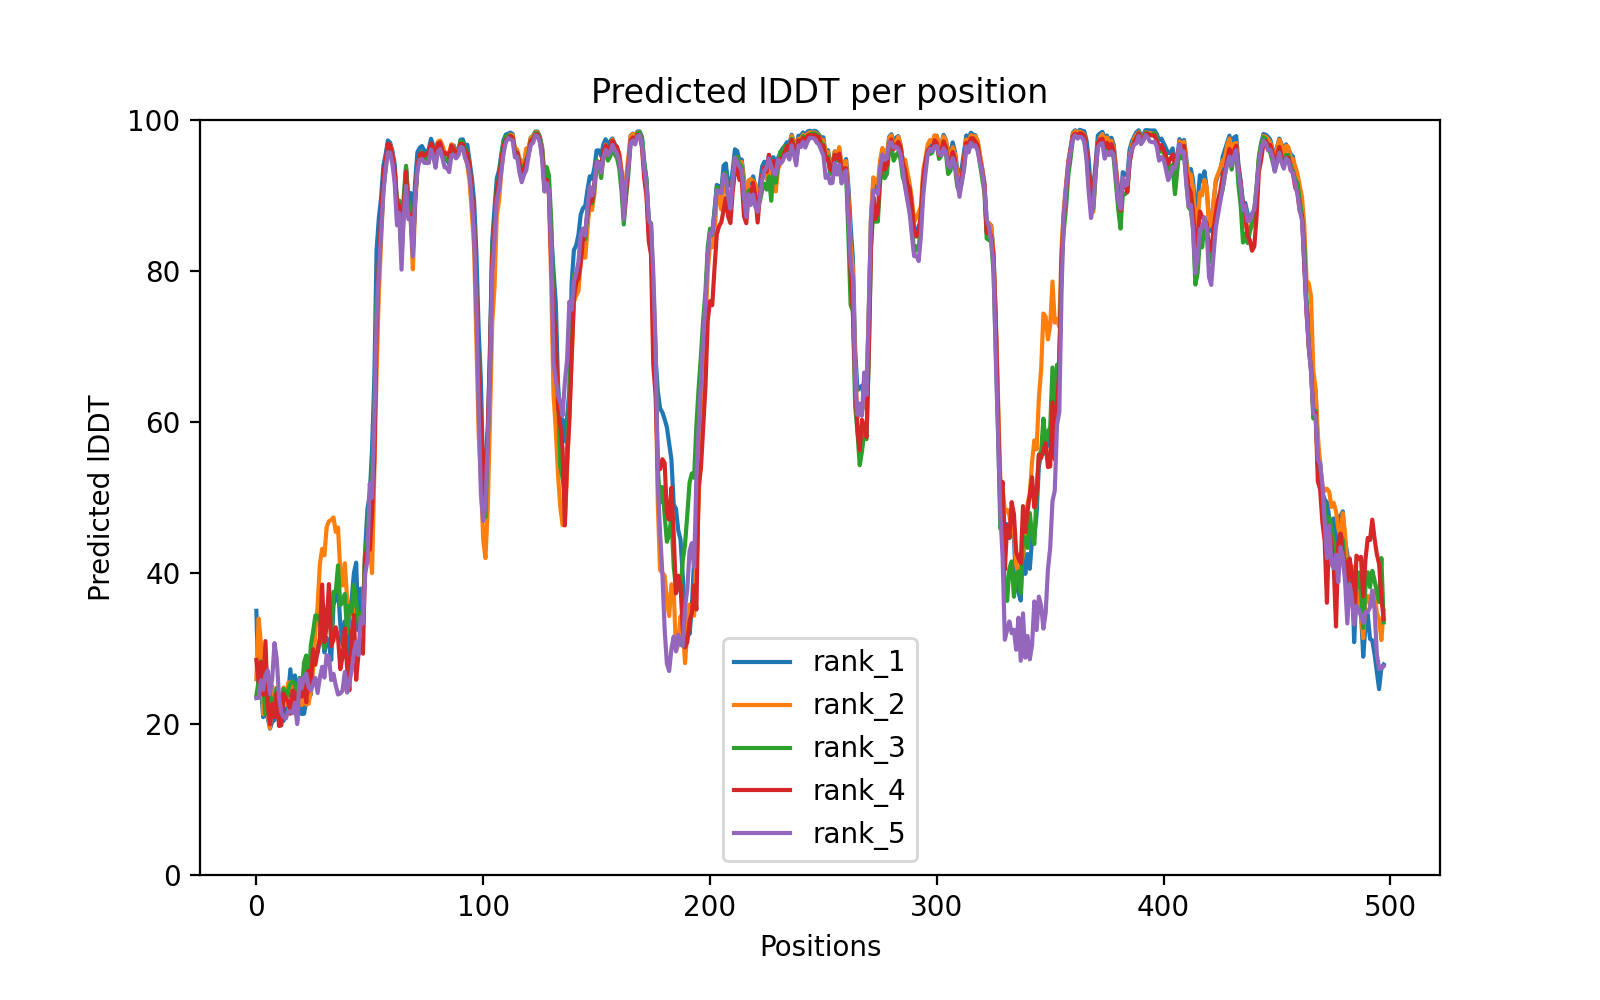 Predicted lDDT per position
100
80
60
40
20
0
Predicted lDDT
rank_1
rank_2
rank_3
rank_4
rank_5
0 100 200 300 400 500
Positions